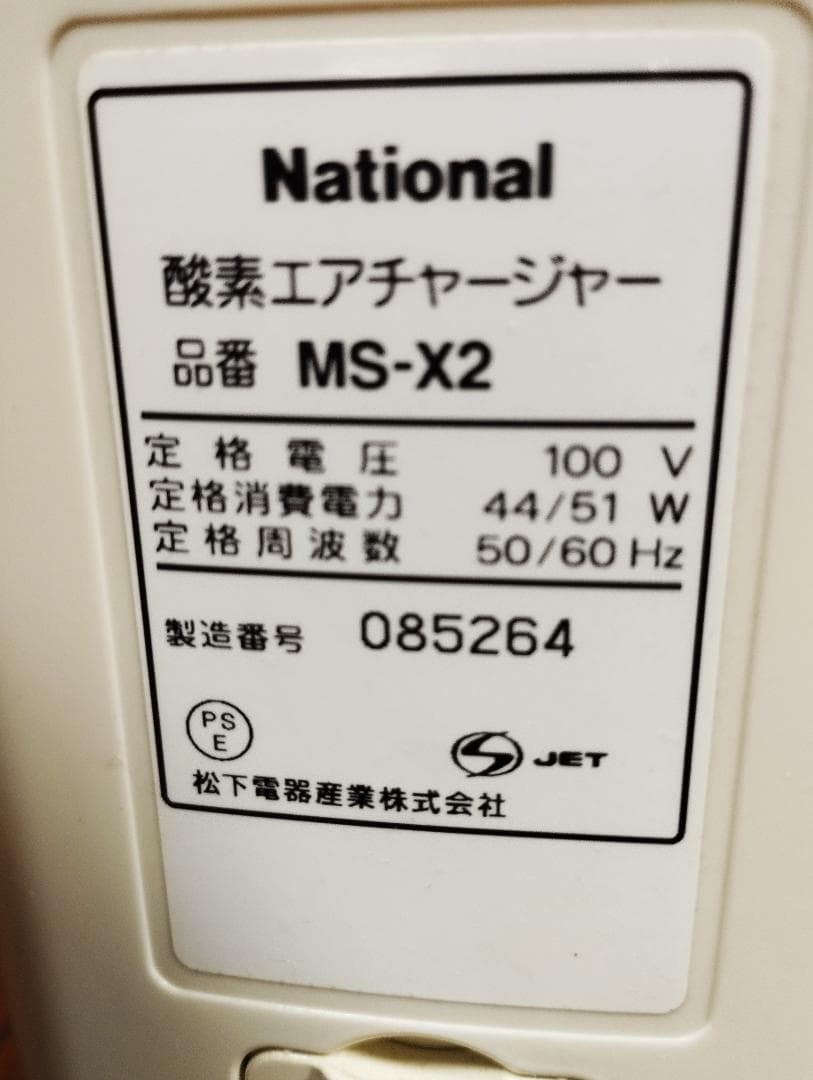 National
酸素エアチャージャー
品番 MS-X2
定格電圧 100 V
定格消費電力 44/51 W
定格周波数 50/60 Hz
製造番号 085264
PS
E
JET
松下電器産業株式会社